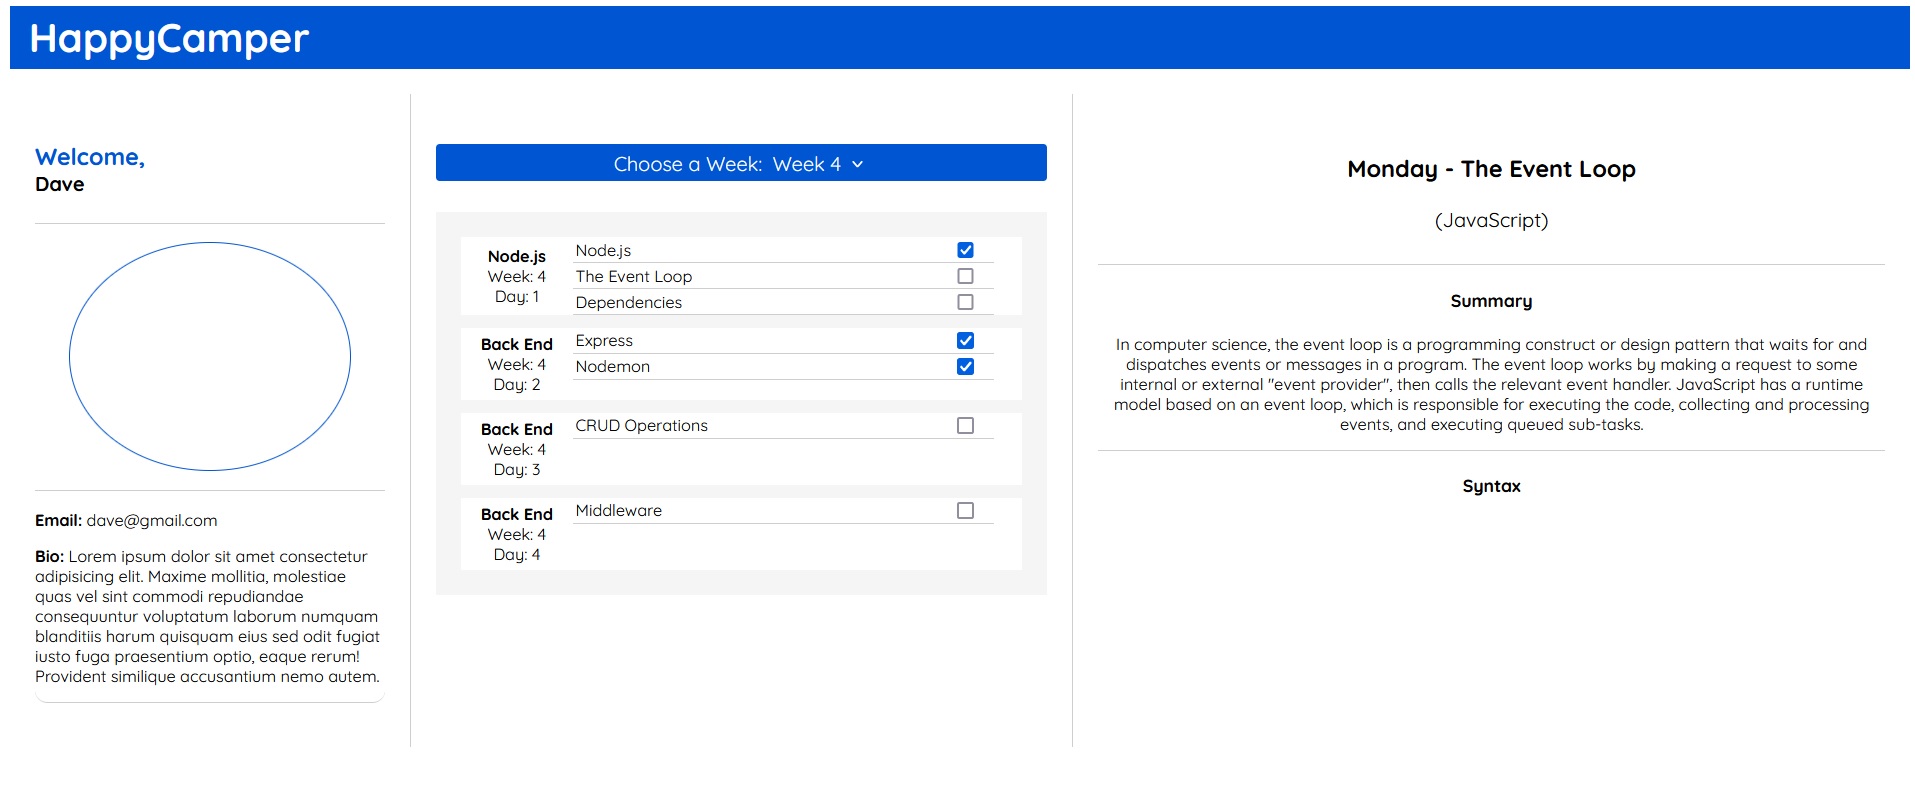 HappyCamper
Welcome,
Dave
Email: dave@gmail.com
Bio: Lorem ipsum dolor sit amet consectetur
adipisicing elit. Maxime mollitia, molestiae
quas vel sint commodi repudiandae
consequuntur voluptatum laborum numquam
blanditiis harum quisquam eius sed odit fugiat
iusto fuga praesentium optio, eaque rerum!
Provident similique accusantium nemo autem.
Choose a Week: Week 4
Node.js
Week: 4
Day: 1
Node.js
The Event Loop
Dependencies
Back End
Week: 4
Day: 2
Express
Nodemon
Back End
Week: 4
Day: 3
CRUD Operations
Back End
Week: 4
Day: 4
Middleware
Monday - The Event Loop
(JavaScript)
Summary
In computer science, the event loop is a programming construct or design pattern that waits for and
dispatches events or messages in a program. The event loop works by making a request to some
internal or external "event provider", then calls the relevant event handler. JavaScript has a runtime
model based on an event loop, which is responsible for executing the code, collecting and processing
events, and executing queued sub-tasks.
Syntax